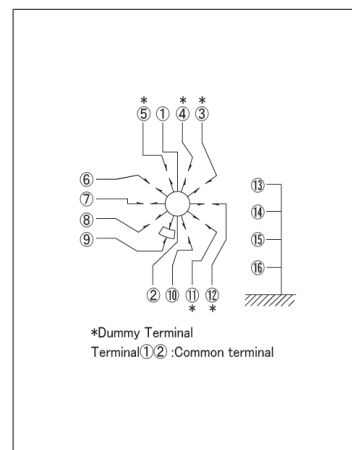 * * *
⑤ ① ④ ③
⑥
⑦
⑧
⑨
② ⑩ ⑪ ⑫
* *
⑬
⑭
⑮
⑯
*Dummy Terminal
Terminal①② :Common terminal